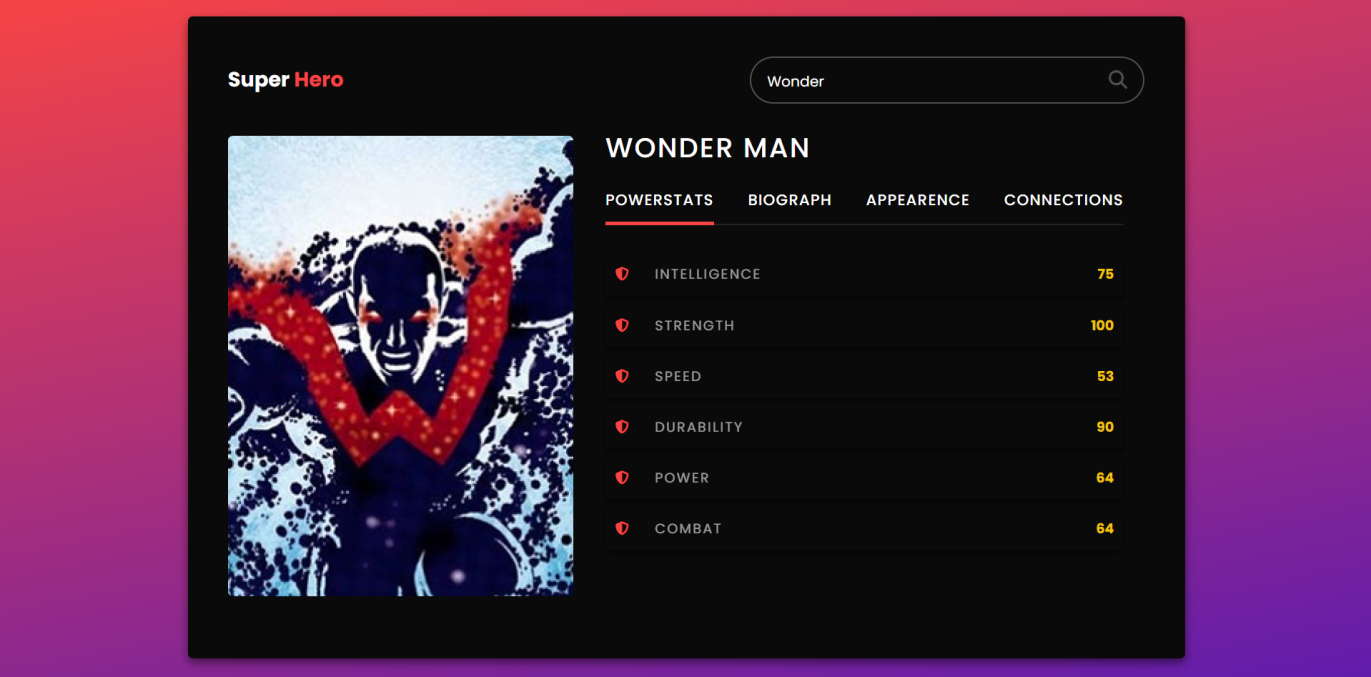 Super Hero
Wonder
WONDER MAN
POWERSTATS BIOGRAPH APPEARENCE CONNECTIONS
INTELLIGENCE 75
STRENGTH 100
SPEED 53
DURABILITY 90
POWER 64
COMBAT 64